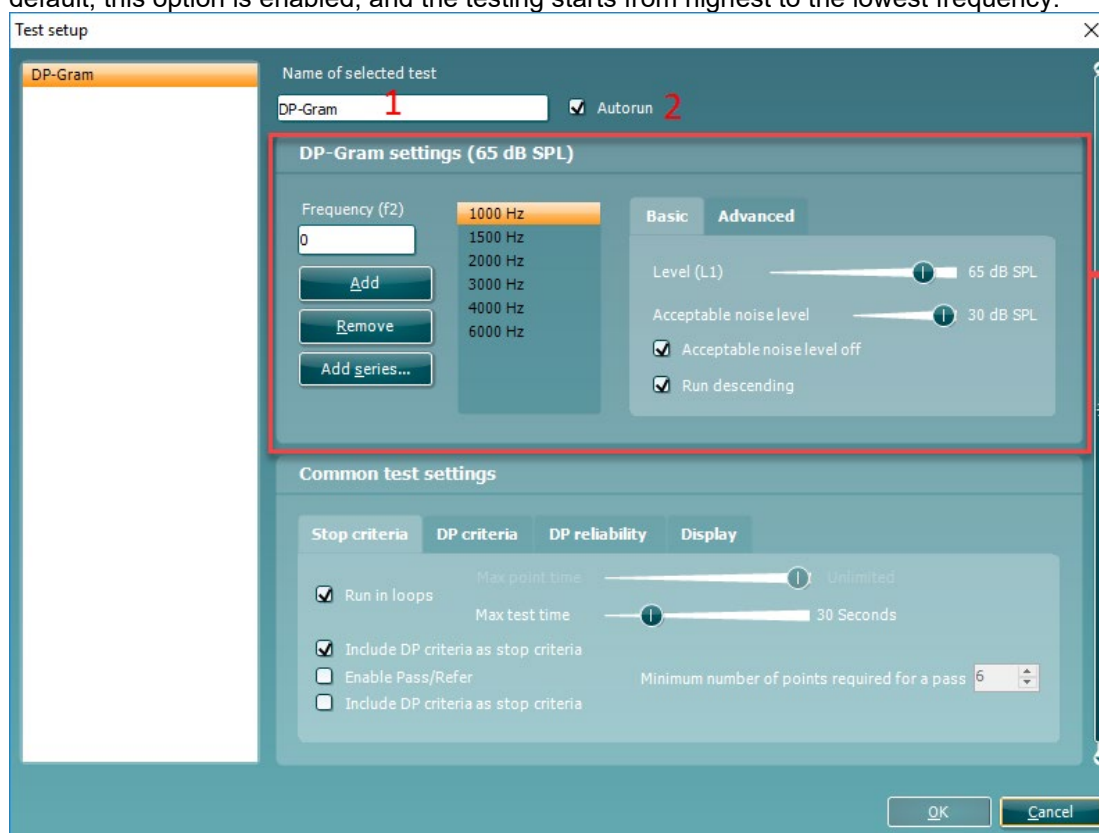 default, this option is enabled, and the testing starts from highest to the lowest frequency.
Test setup
DP-Gram
Name of selected test
DP-Gram 1
Autorun 2
DP-Gram settings (65 dB SPL)
Frequency (f2)
0
Add
Remove
Add series...
1000 Hz
1500 Hz
2000 Hz
3000 Hz
4000 Hz
6000 Hz
Basic Advanced
Level (L1) 65 dB SPL
Acceptable noise level 30 dB SPL
Acceptable noise level off
Run descending
Common test settings
Stop criteria DP criteria DP reliability Display
Max point time Unlimited
Run in loops
Max test time 30 Seconds
Include DP criteria as stop criteria
Enable Pass/Refer Minimum number of points required for a pass 6
Include DP criteria as stop criteria
OK Cancel